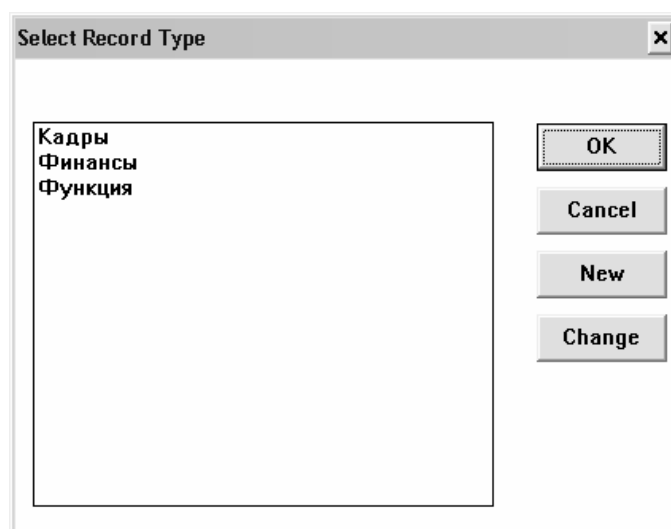 Select Record Type
Кадры
Финансы
Функция
OK
Cancel
New
Change